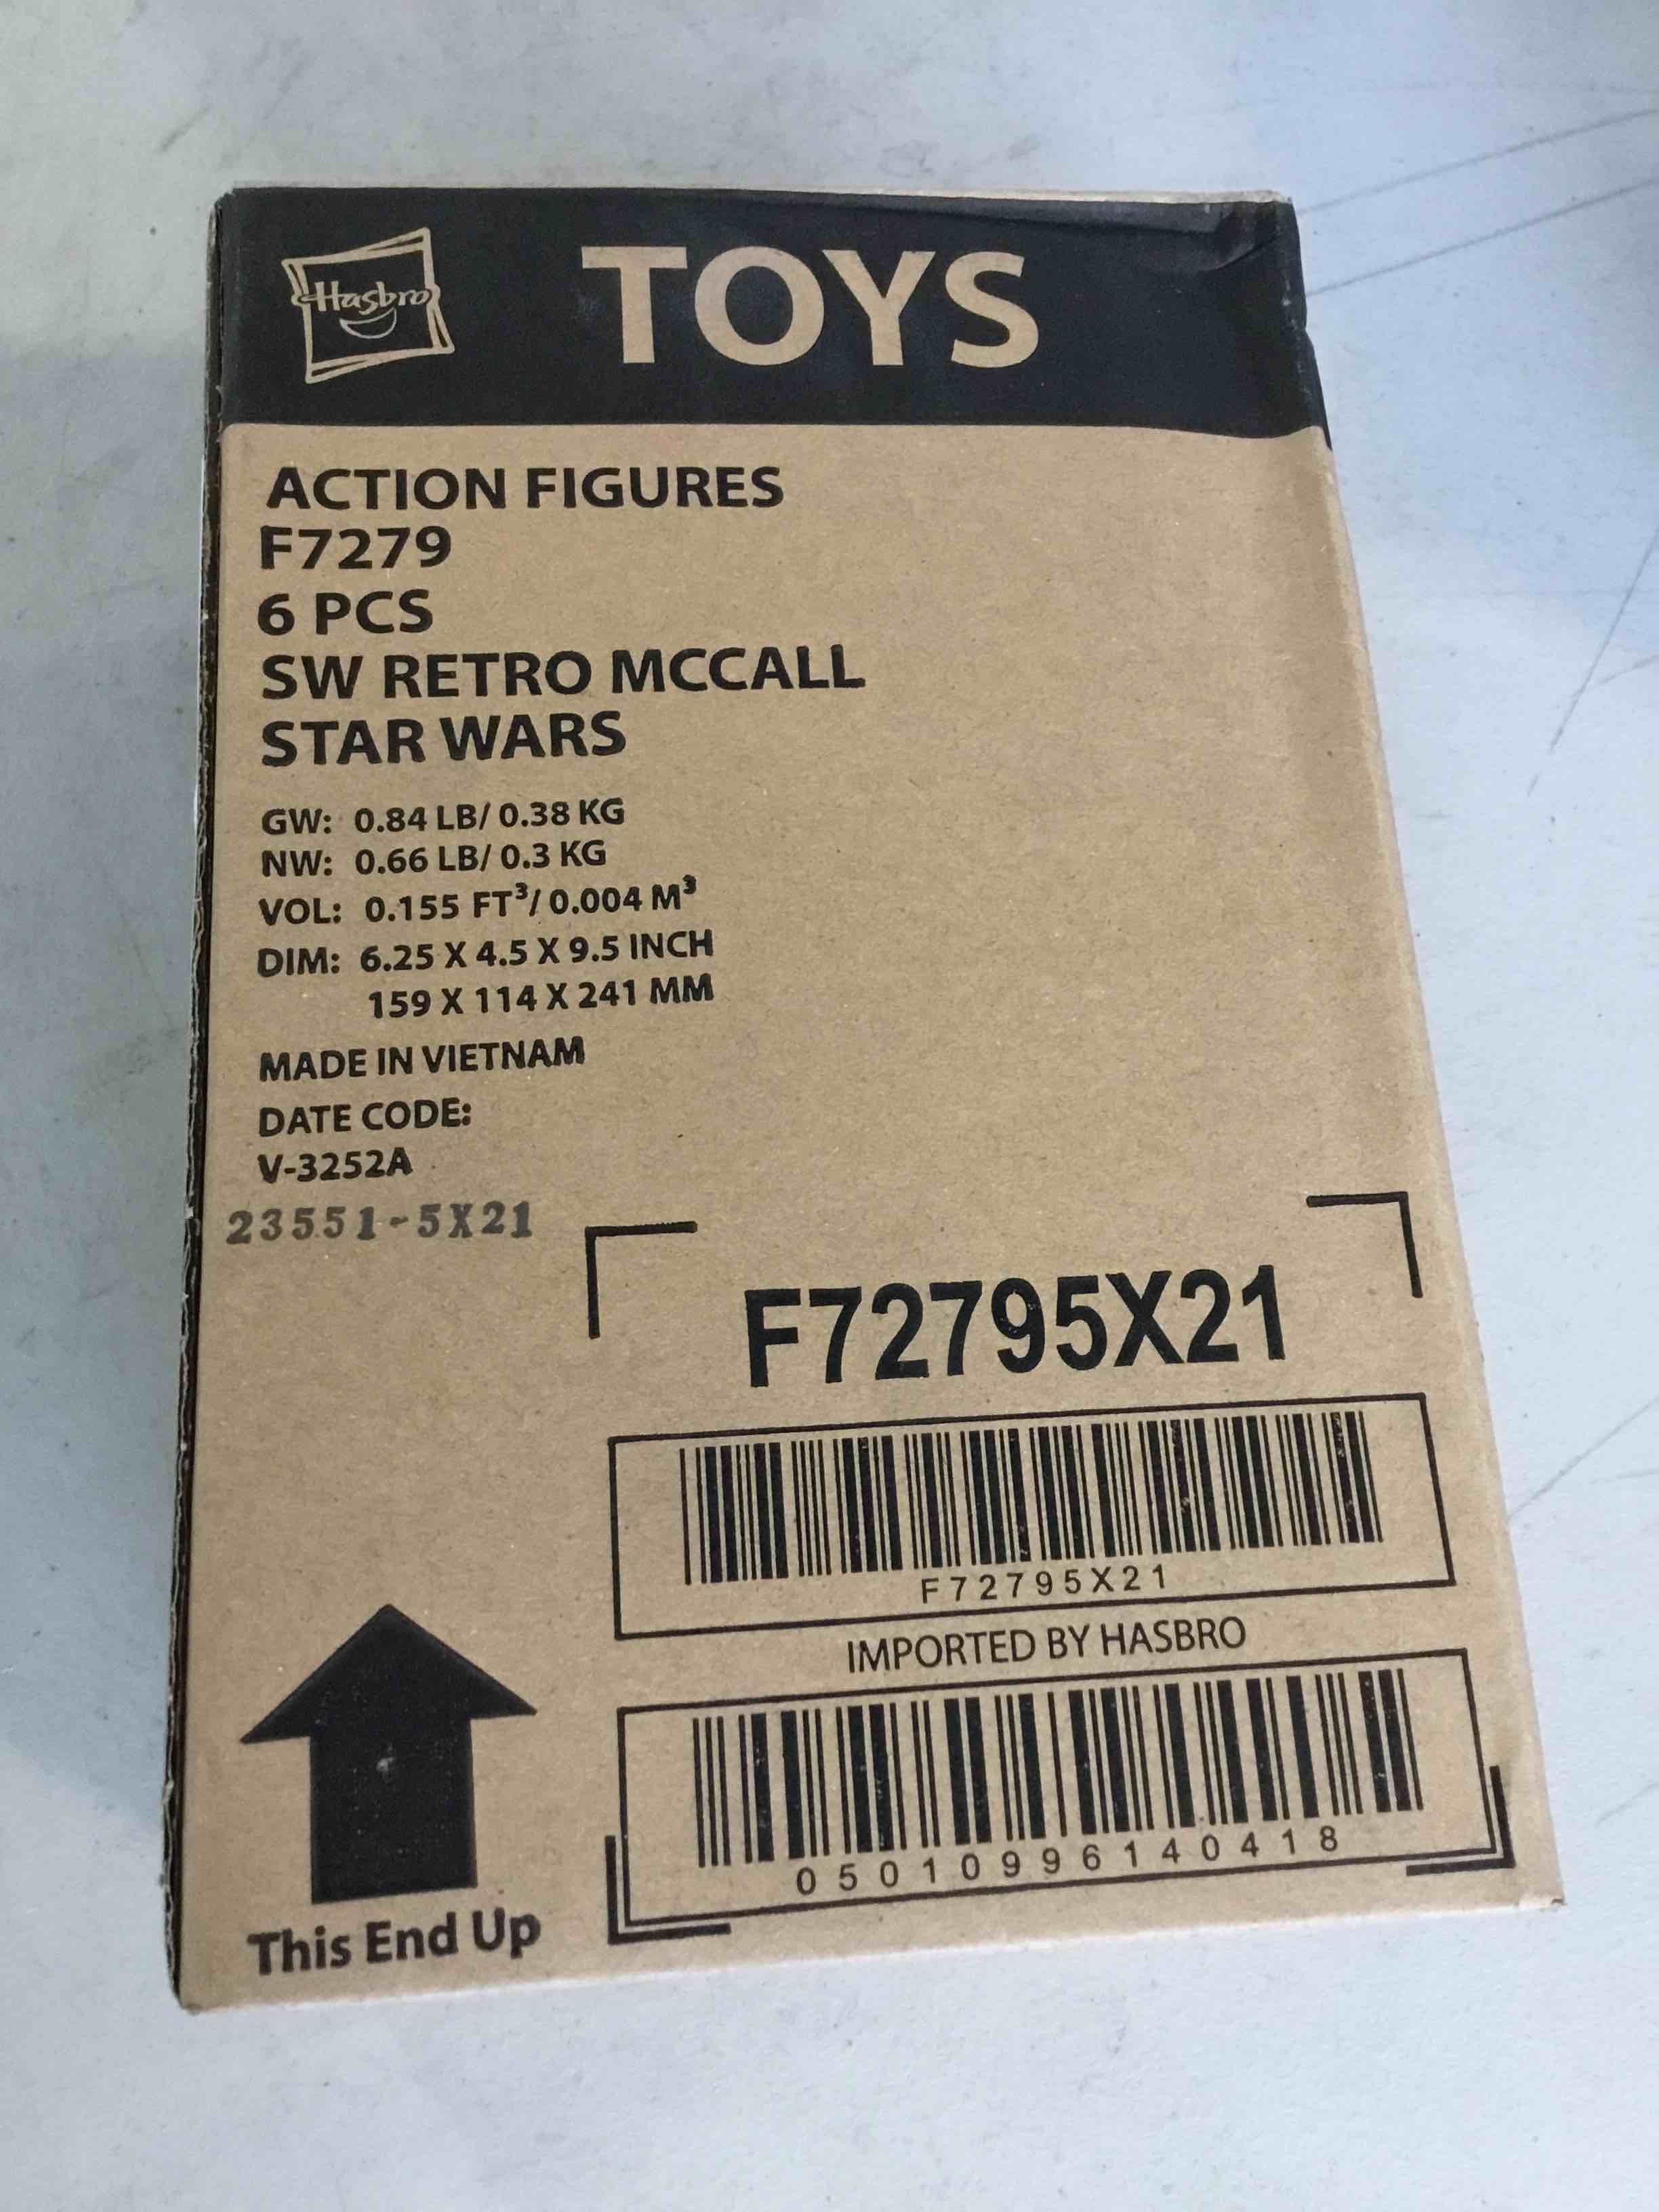 Hasbro
TOYS
ACTION FIGURES
F7279
6 PCS
SW RETRO MCCALL
STAR WARS
GW: 0.84 LB/ 0.38 KG
NW: 0.66 LB/ 0.3 KG
VOL: 0.155 FT³/ 0.004 M³
DIM: 6.25 X 4.5 X 9.5 INCH
159 X 114 X 241 MM
MADE IN VIETNAM
DATE CODE:
V-3252A
23551-5X21
F72795X21
F72795X21
IMPORTED BY HASBRO
05010996140418
This End Up